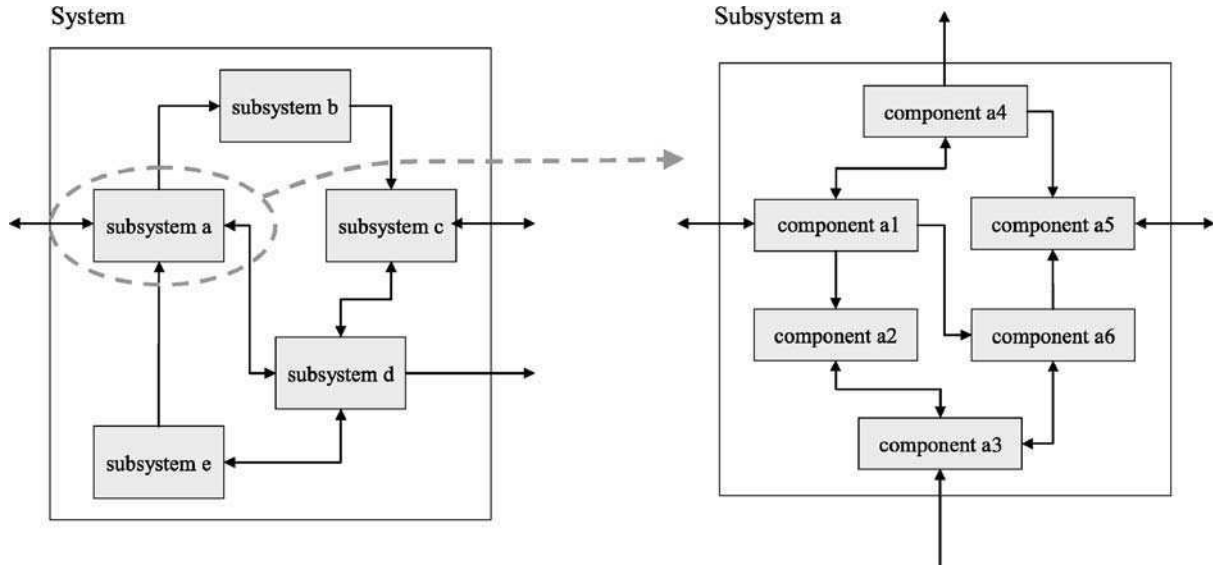 System
Subsystem a
subsystem b
subsystem a
subsystem c
subsystem d
subsystem e
component a4
component a1
component a5
component a2
component a6
component a3